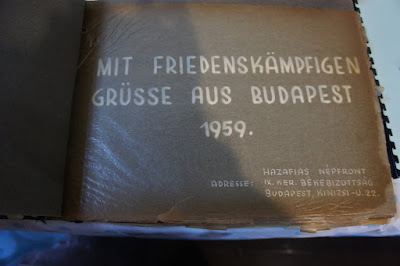 MIT FRIEDENSKÄMPFIGEN
GRÜSSE AUS BUDAPEST
1959.
HAZAFIAS NÉPFRONT
ADRESSE: IX. KER. BÉKEBIZOTTSÁG
BUDAPEST, KINIZSI-U. 22.